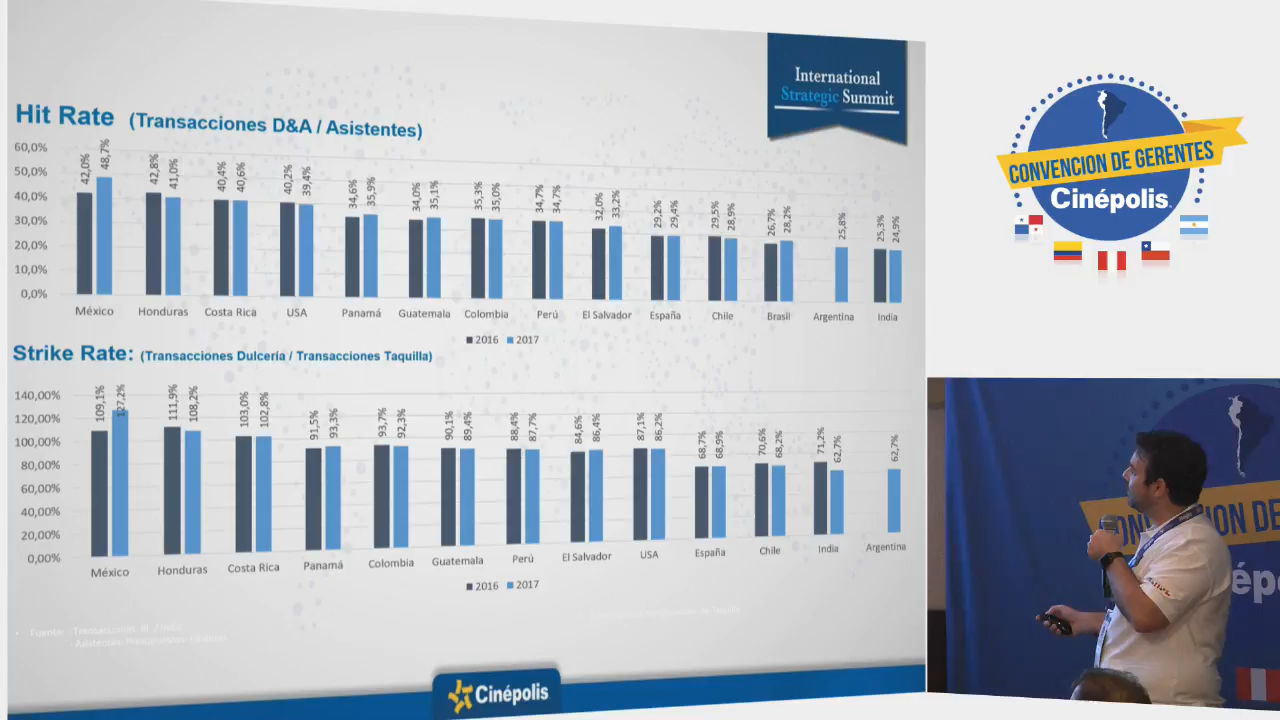 International
Strategic Summit
Hit Rate (Transacciones D&A / Asistentes)
60,0%
50,0%
40,0%
30,0%
20,0%
10,0%
0,0%
42,0% 48,7% 42,8% 41,0% 40,4% 40,6% 40,2% 39,4% 34,6% 35,9% 34,0% 35,1% 35,3% 35,0% 34,7% 34,7% 32,0% 33,2% 29,2% 29,4% 29,5% 28,9% 26,7% 28,2% 25,8% 25,3% 24,9%
México Honduras Costa Rica USA Panamá Guatemala Colombia Perú El Salvador España Chile Brasil Argentina India
2016 2017
Strike Rate: (Transacciones Dulcería / Transacciones Taquilla)
140,00%
120,00%
100,00%
80,00%
60,00%
40,00%
20,00%
0,00%
109,1% 127,2% 111,9% 108,2% 103,0% 102,8% 91,5% 93,3% 93,7% 92,3% 90,1% 89,4% 88,4% 87,7% 84,6% 86,4% 87,1% 86,2% 68,7% 68,9% 70,6% 68,2% 71,2% 62,7% 62,7%
México Honduras Costa Rica Panamá Colombia Guatemala Perú El Salvador USA España Chile India Argentina
2016 2017
Cinépolis
CONVENCION DE GERENTES
Cinépolis